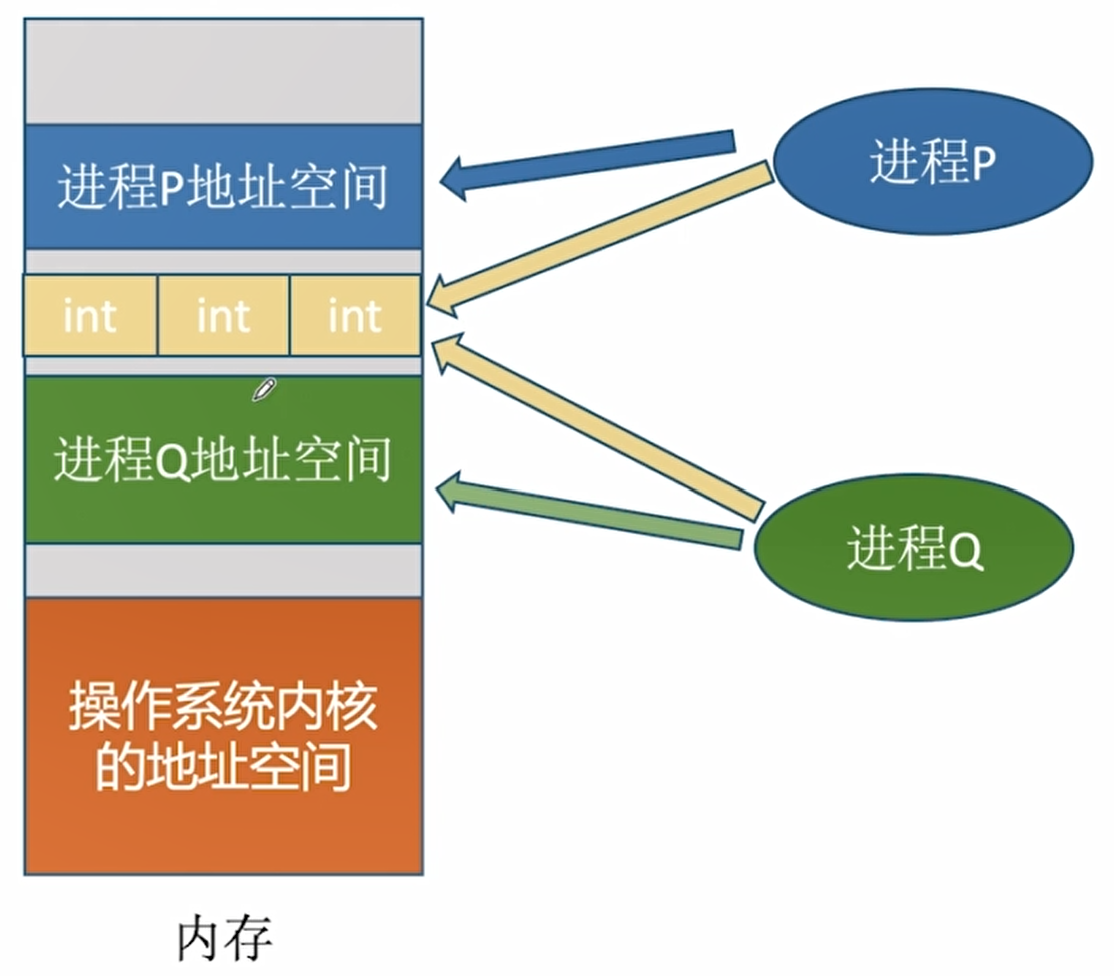 进程P地址空间
进程P
int int int
进程Q地址空间
进程Q
操作系统内核
的地址空间
内存